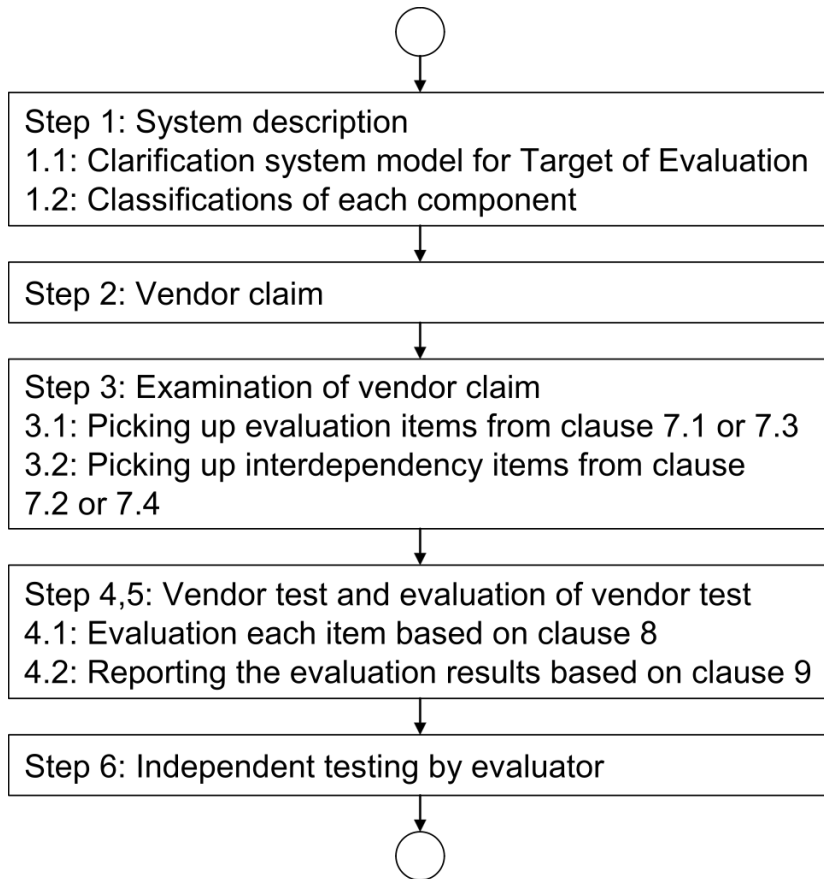 Step 1: System description
1.1: Clarification system model for Target of Evaluation
1.2: Classifications of each component
Step 2: Vendor claim
Step 3: Examination of vendor claim
3.1: Picking up evaluation items from clause 7.1 or 7.3
3.2: Picking up interdependency items from clause
7.2 or 7.4
Step 4,5: Vendor test and evaluation of vendor test
4.1: Evaluation each item based on clause 8
4.2: Reporting the evaluation results based on clause 9
Step 6: Independent testing by evaluator